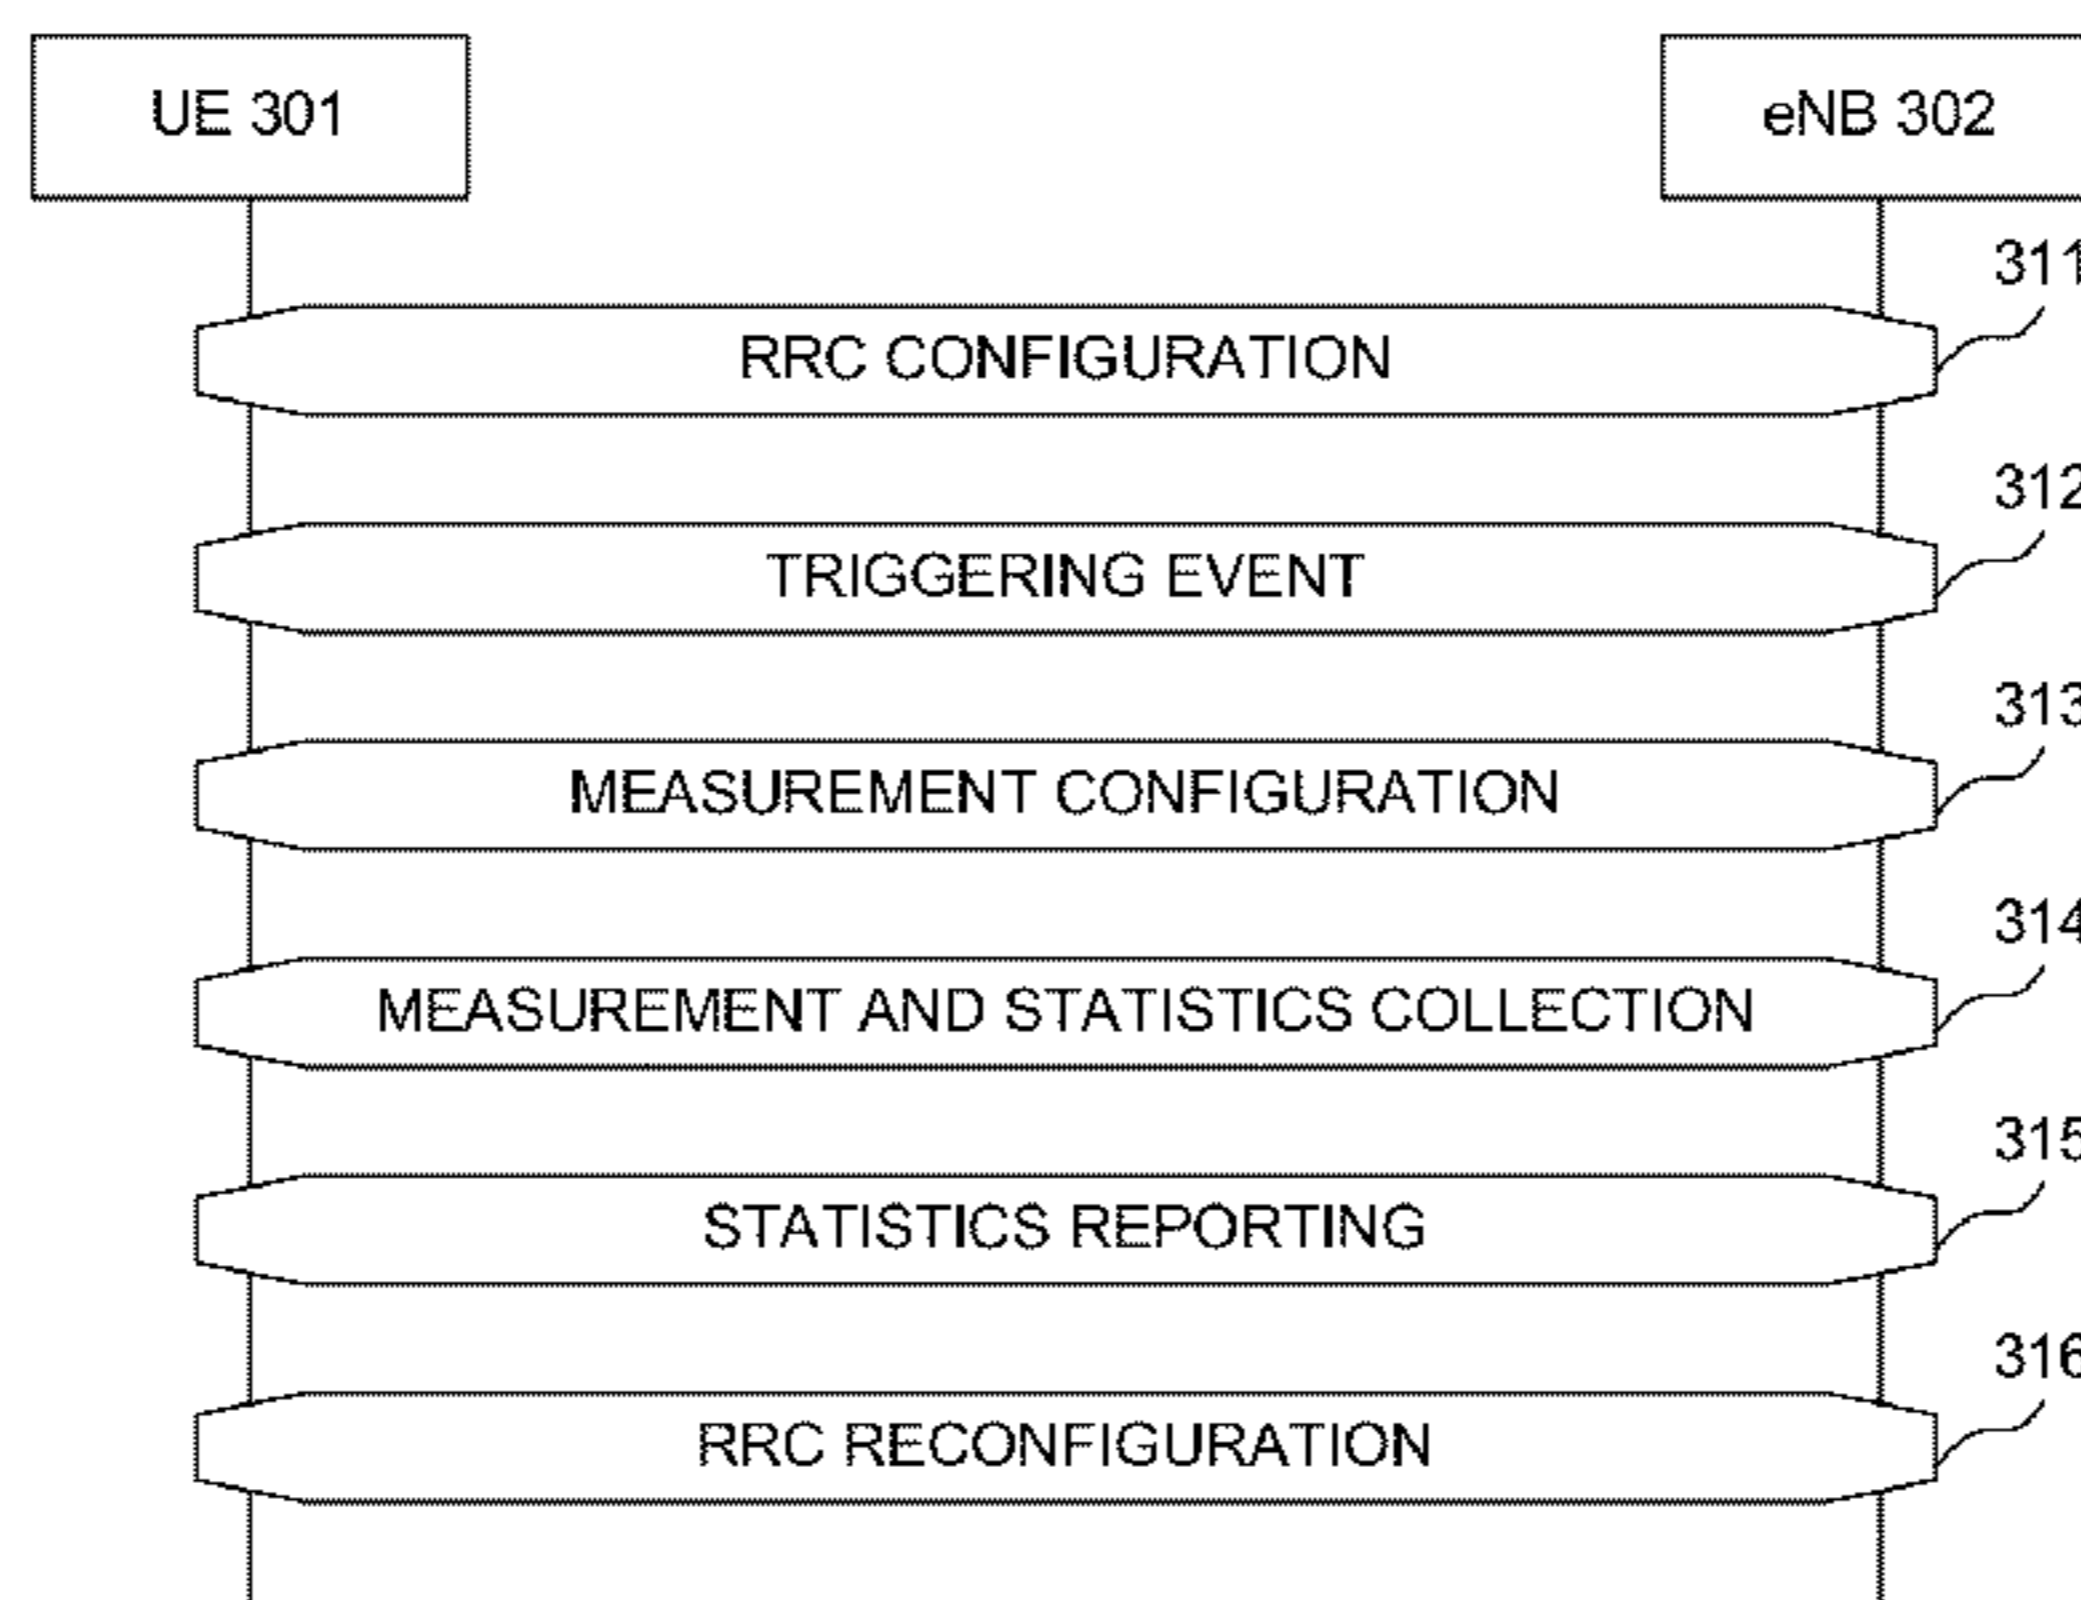 UE 301
eNB 302
311
RRC CONFIGURATION
312
TRIGGERING EVENT
313
MEASUREMENT CONFIGURATION
314
MEASUREMENT AND STATISTICS COLLECTION
315
STATISTICS REPORTING
316
RRC RECONFIGURATION